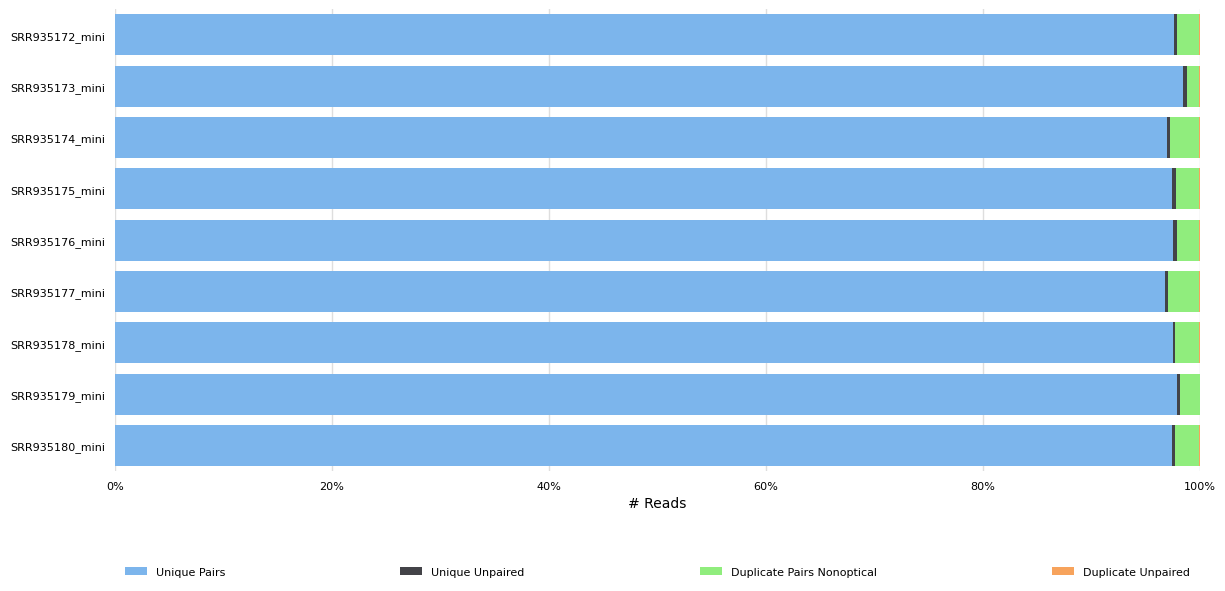 SRR935172_mini
SRR935173_mini
SRR935174_mini
SRR935175_mini
SRR935176_mini
SRR935177_mini
SRR935178_mini
SRR935179_mini
SRR935180_mini
0% 20% 40% 60% 80% 100%
# Reads
Unique Pairs Unique Unpaired Duplicate Pairs Nonoptical Duplicate Unpaired